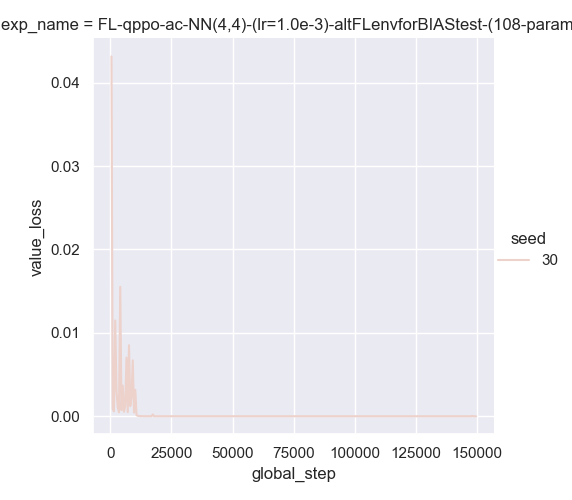 exp_name = FL-qppo-ac-NN(4,4)-(lr=1.0e-3)-altFLenvforBIAStest-(108-param
0.04
0.03
0.02
0.01
0.00
value_loss
0 25000 50000 75000 100000 125000 150000
global_step
seed
30